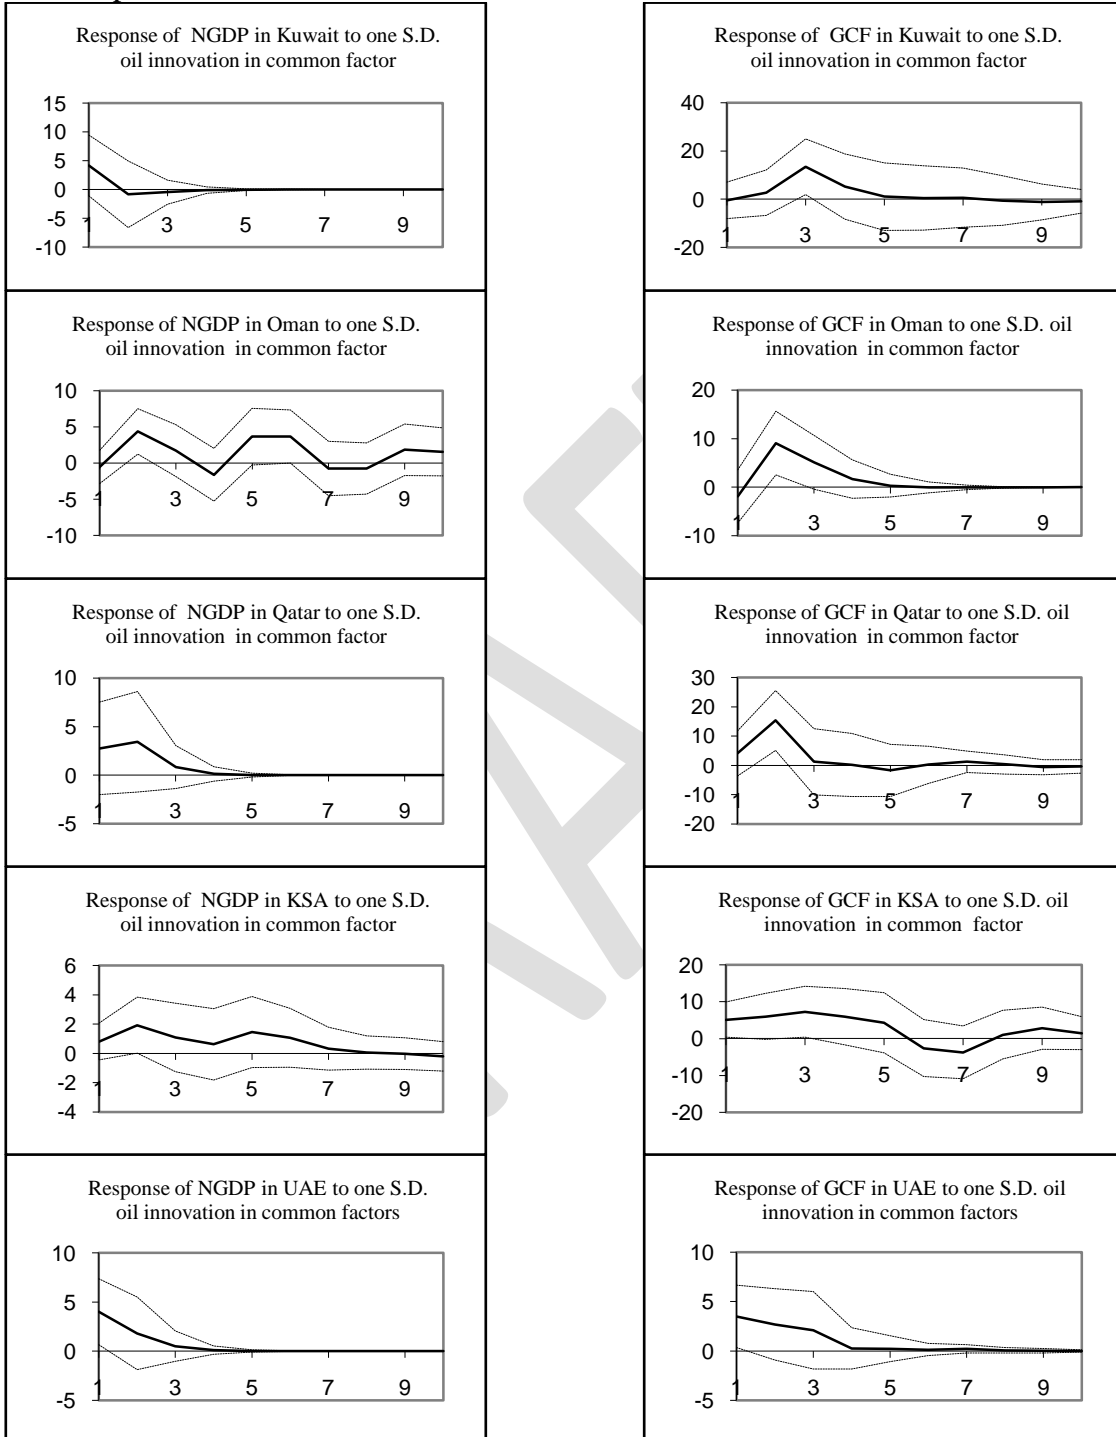 Response of NGDP in Kuwait to one S.D.
oil innovation in common factor
15
10
5
0
-5
-10
1 3 5 7 9
Response of GCF in Kuwait to one S.D.
oil innovation in common factor
40
20
0
-20
1 3 5 7 9
Response of NGDP in Oman to one S.D.
oil innovation in common factor
10
5
0
-5
-10
1 3 5 7 9
Response of GCF in Oman to one S.D. oil
innovation in common factor
20
10
0
-10
1 3 5 7 9
Response of NGDP in Qatar to one S.D.
oil innovation in common factor
10
5
0
-5
1 3 5 7 9
Response of GCF in Qatar to one S.D. oil
innovation in common factor
30
20
10
0
-10
-20
1 3 5 7 9
Response of NGDP in KSA to one S.D.
oil innovation in common factor
6
4
2
0
-2
-4
1 3 5 7 9
Response of GCF in KSA to one S.D. oil
innovation in common factor
20
10
0
-10
-20
1 3 5 7 9
Response of NGDP in UAE to one S.D.
oil innovation in common factors
10
5
0
-5
1 3 5 7 9
Response of GCF in UAE to one S.D. oil
innovation in common factors
10
5
0
-5
1 3 5 7 9